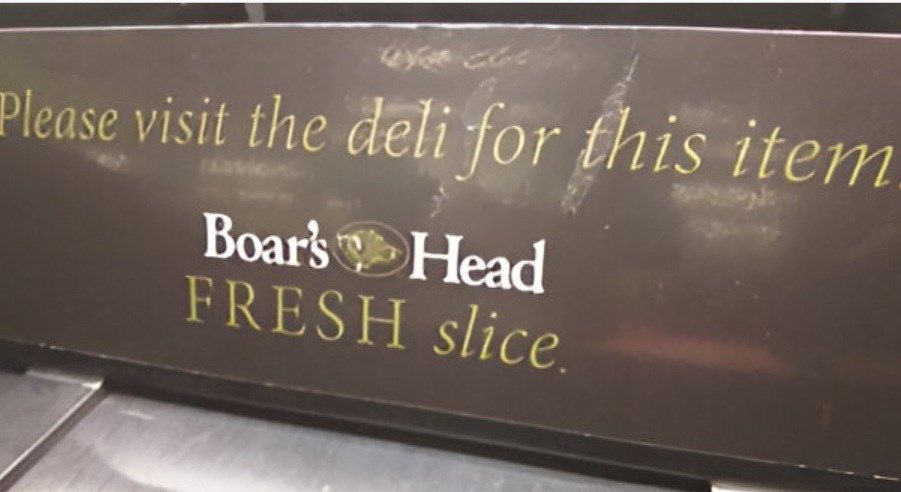 Please visit the deli for this item.
Boar's Head
FRESH slice.